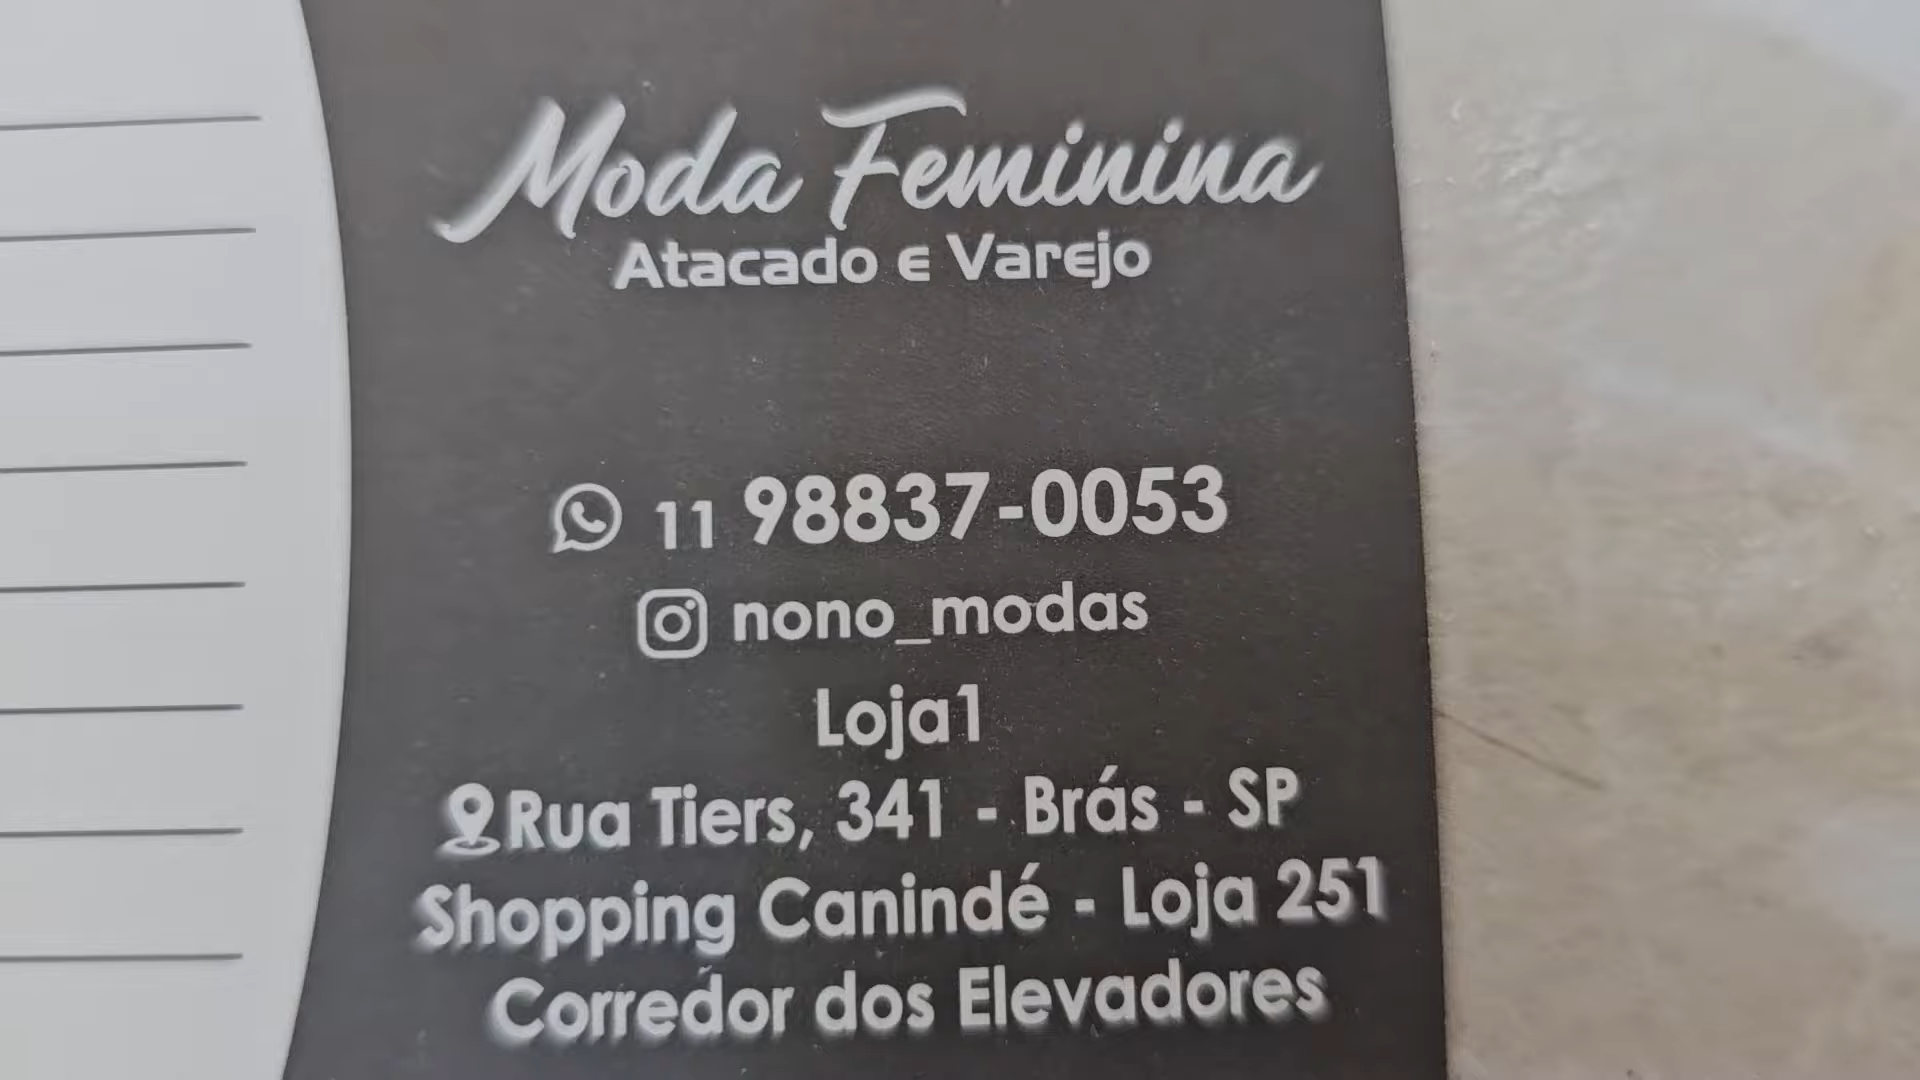 Moda Feminina
Atacado e Varejo
11 98837-0053
nono_modas
Loja1
Rua Tiers, 341 - Brás - SP
Shopping Canindé - Loja 251
Corredor dos Elevadores